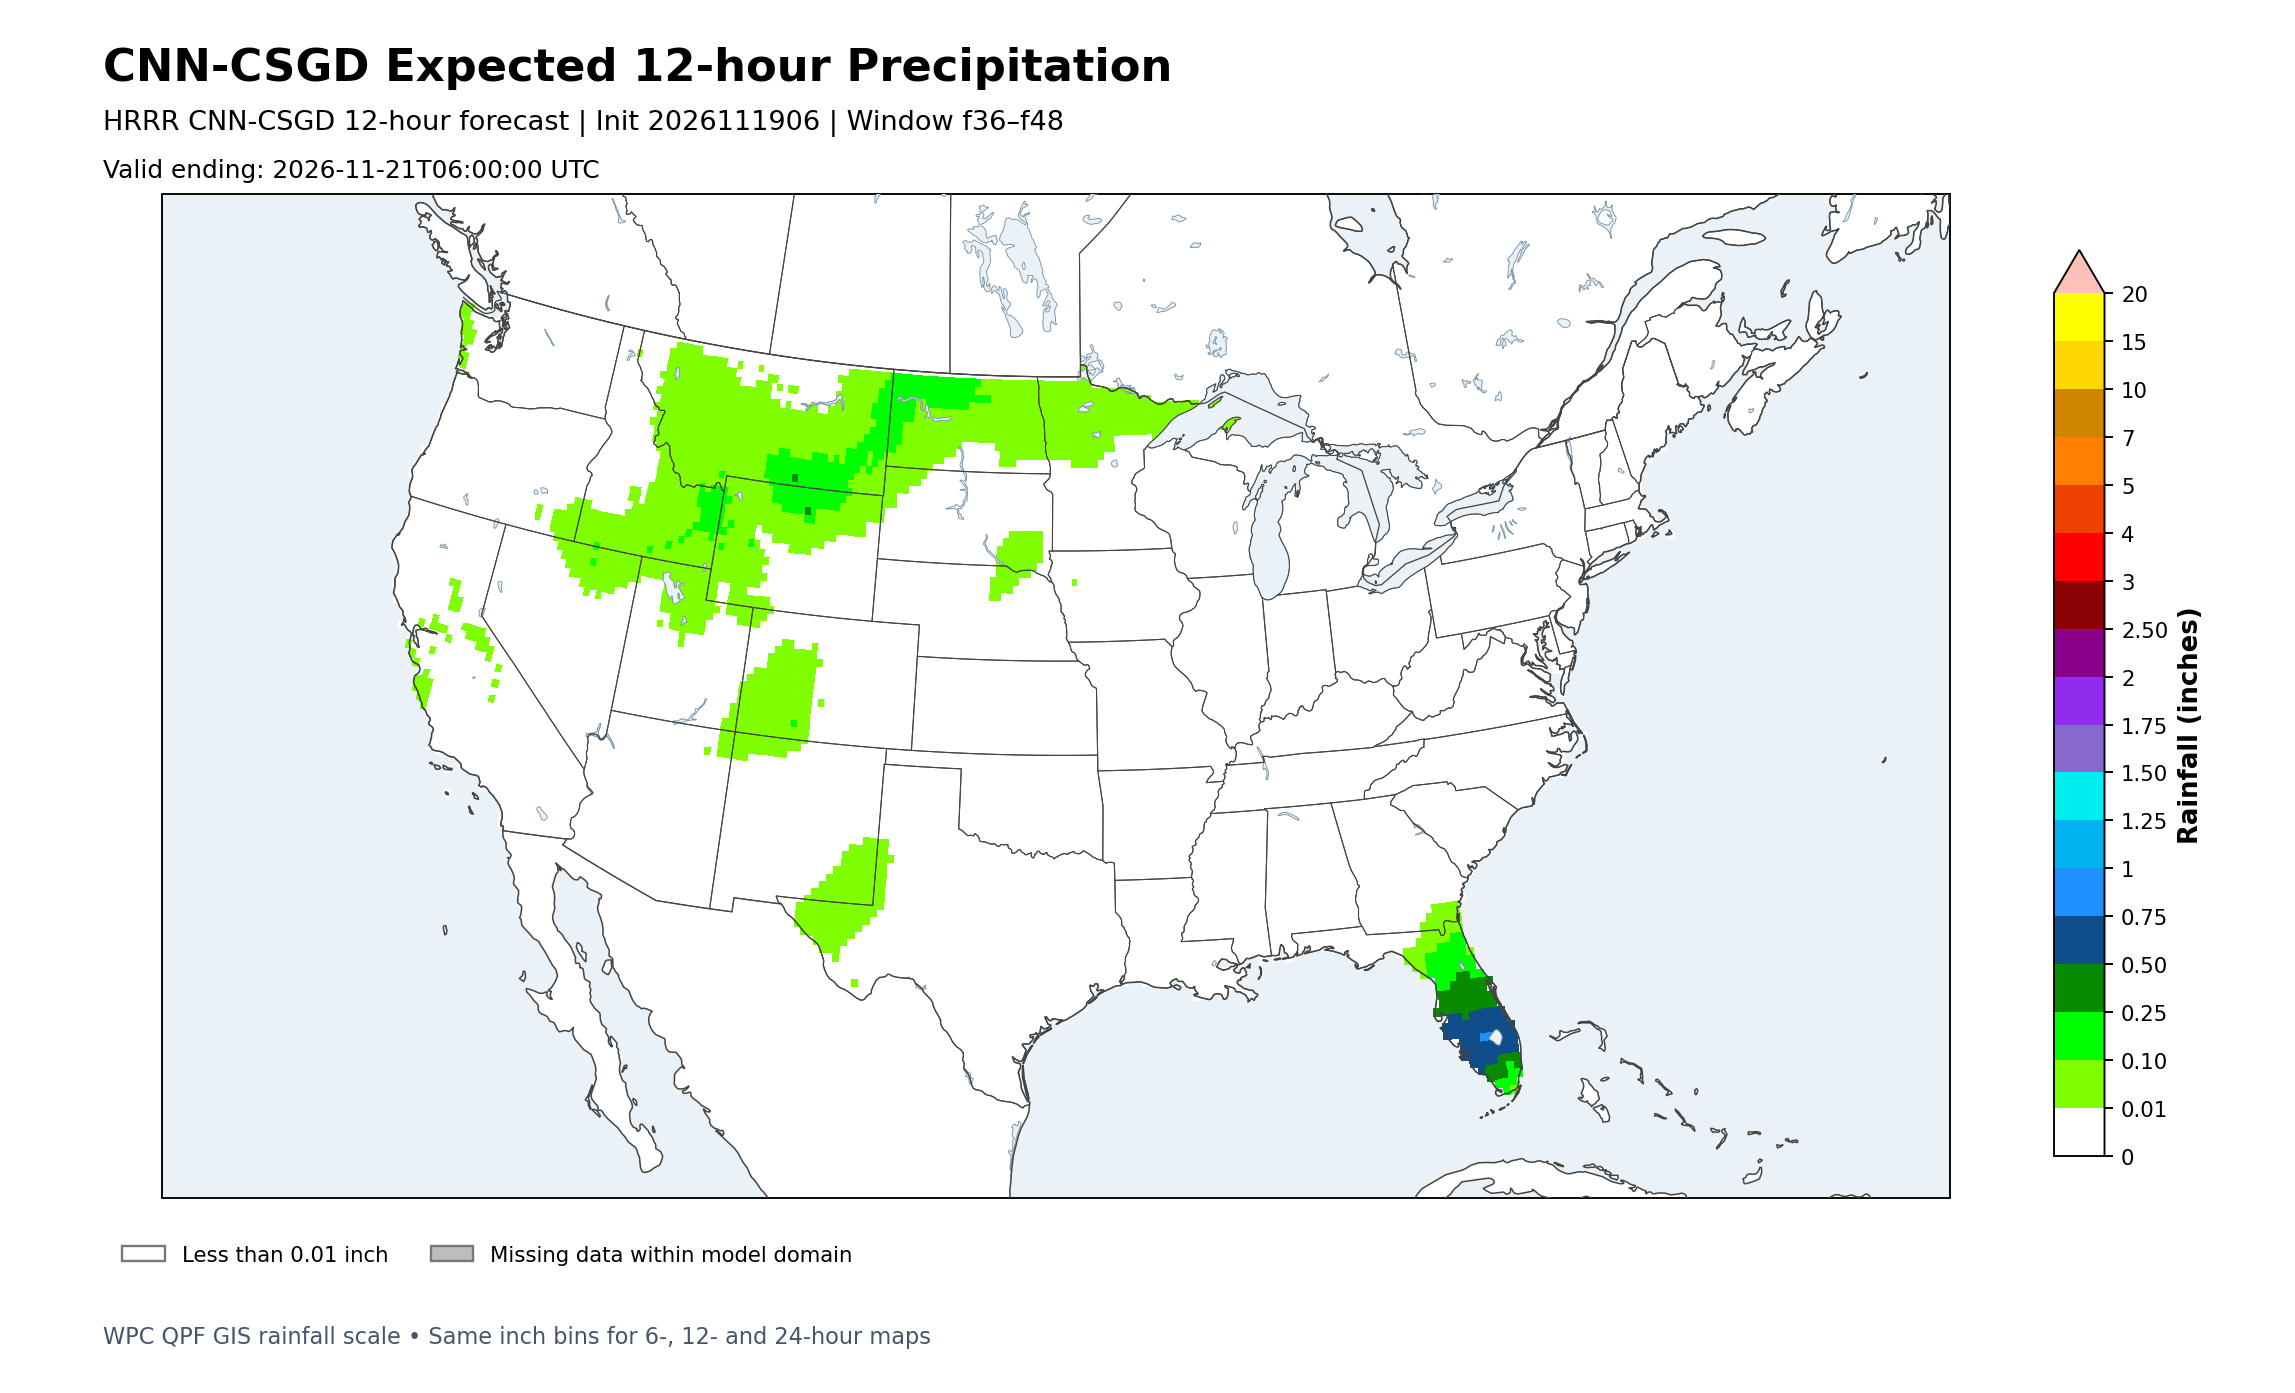 CNN-CSGD Expected 12-hour Precipitation
HRRR CNN-CSGD 12-hour forecast | Init 2026111906 | Window f36–f48
Valid ending: 2026-11-21T06:00:00 UTC
20
15
10
7
5
4
3
2.50
2
1.75
1.50
1.25
1
0.75
0.50
0.25
0.10
0.01
0
Rainfall (inches)
Less than 0.01 inch
Missing data within model domain
WPC QPF GIS rainfall scale • Same inch bins for 6-, 12- and 24-hour maps